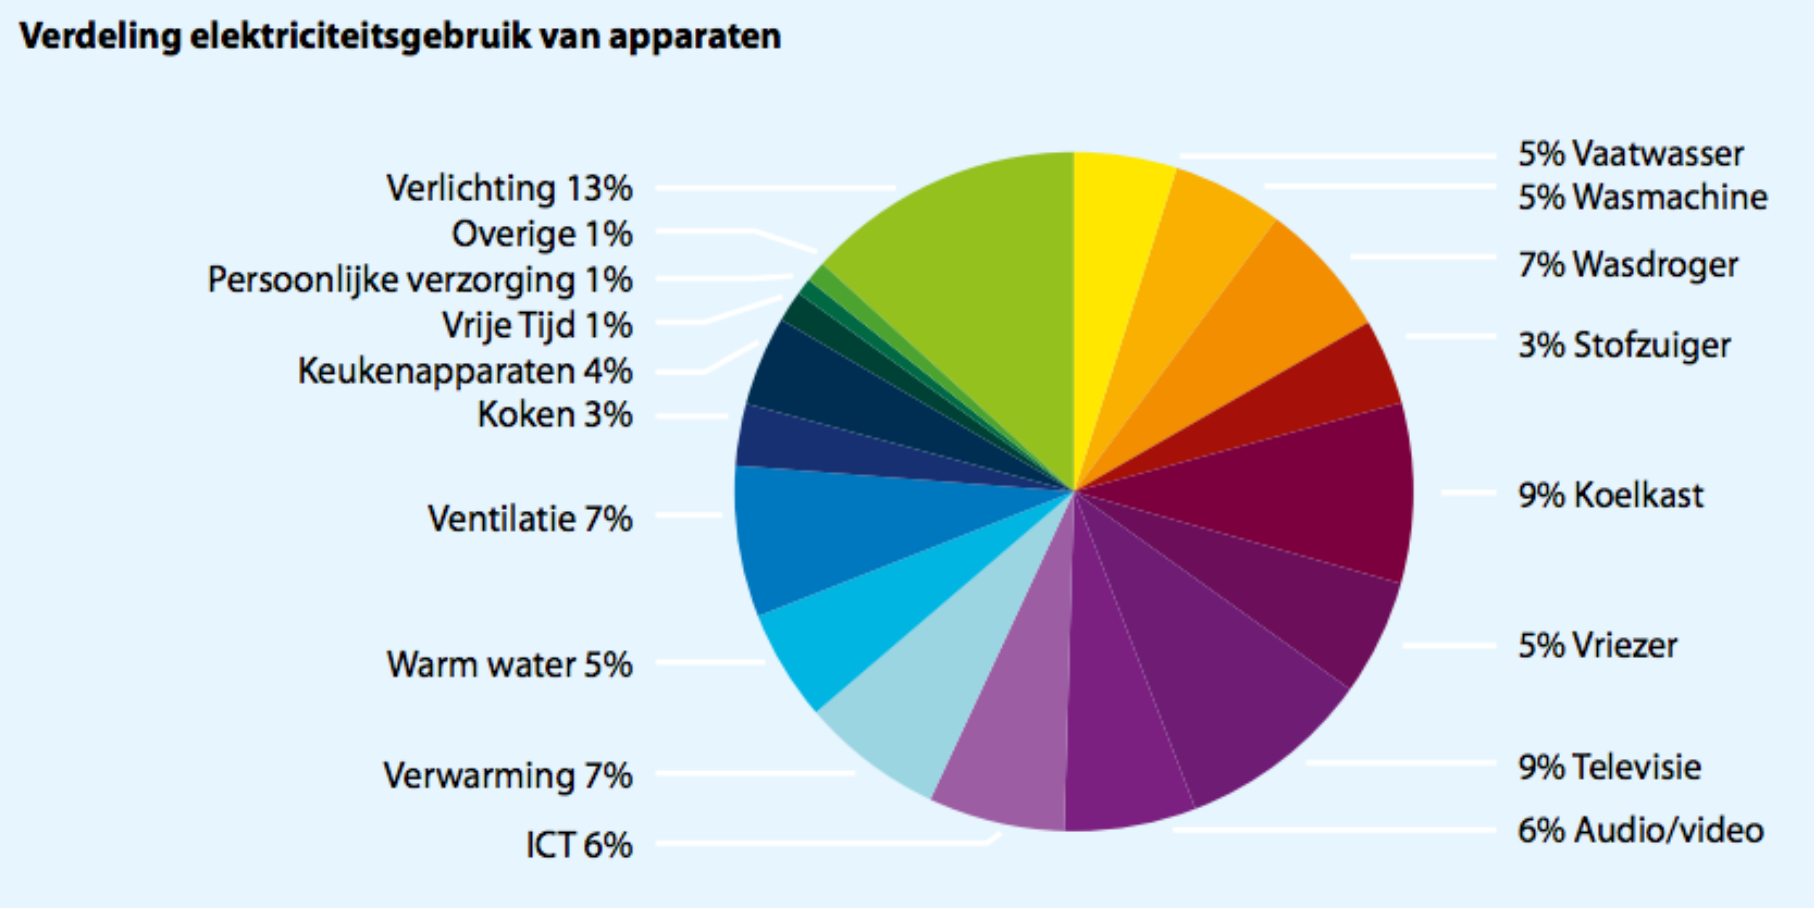 Verdeling elektriciteitsgebruik van apparaten
Verlichting 13%
Overige 1%
Persoonlijke verzorging 1%
Vrije Tijd 1%
Keukenapparaten 4%
Koken 3%
Ventilatie 7%
Warm water 5%
Verwarming 7%
ICT 6%
5% Vaatwasser
5% Wasmachine
7% Wasdroger
3% Stofzuiger
9% Koelkast
5% Vriezer
9% Televisie
6% Audio/video